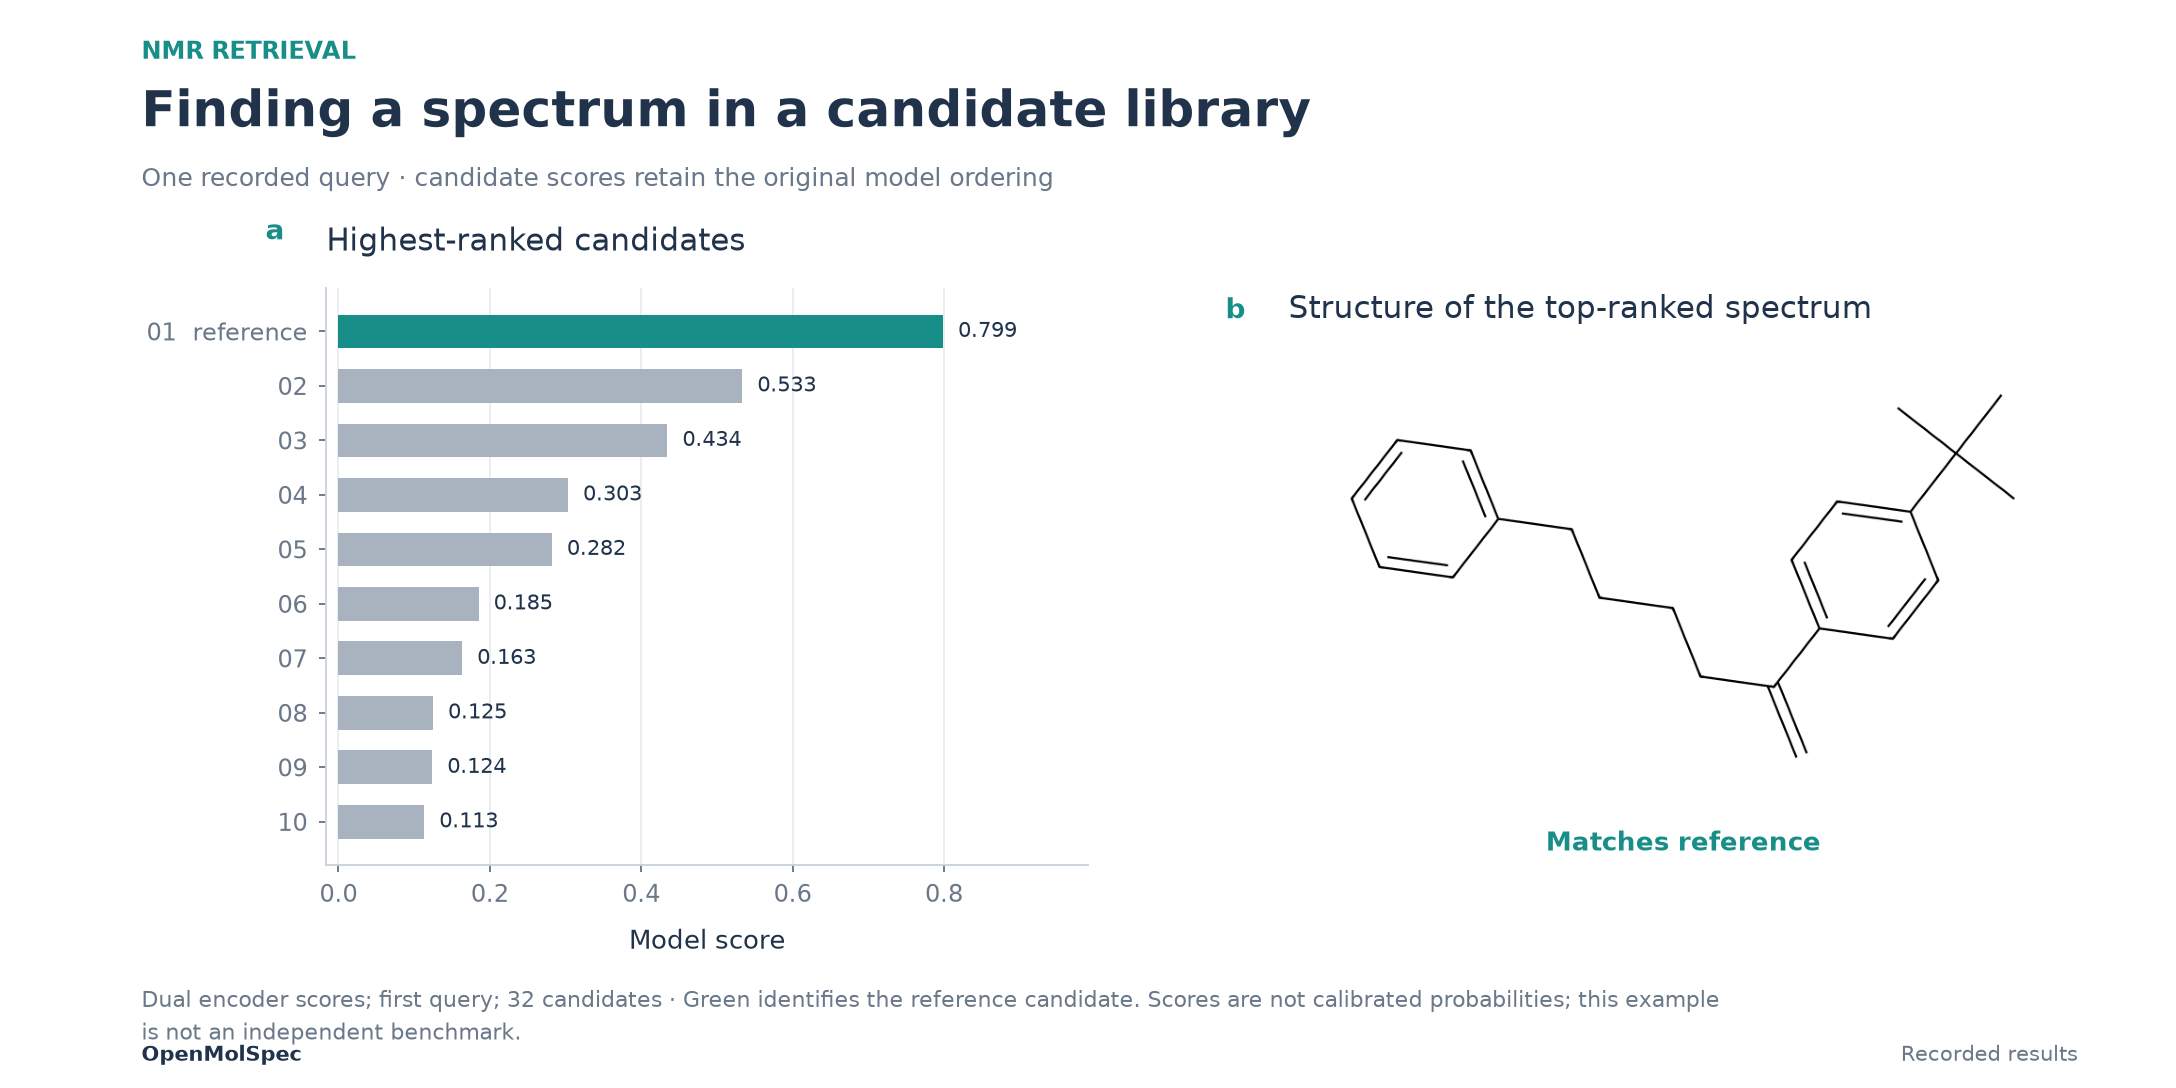 NMR RETRIEVAL
Finding a spectrum in a candidate library
One recorded query · candidate scores retain the original model ordering
a Highest-ranked candidates
01 reference 0.799
02 0.533
03 0.434
04 0.303
05 0.282
06 0.185
07 0.163
08 0.125
09 0.124
10 0.113
0.0 0.2 0.4 0.6 0.8
Model score
b Structure of the top-ranked spectrum
Matches reference
Dual encoder scores; first query; 32 candidates · Green identifies the reference candidate. Scores are not calibrated probabilities; this example
is not an independent benchmark.
OpenMolSpec
Recorded results